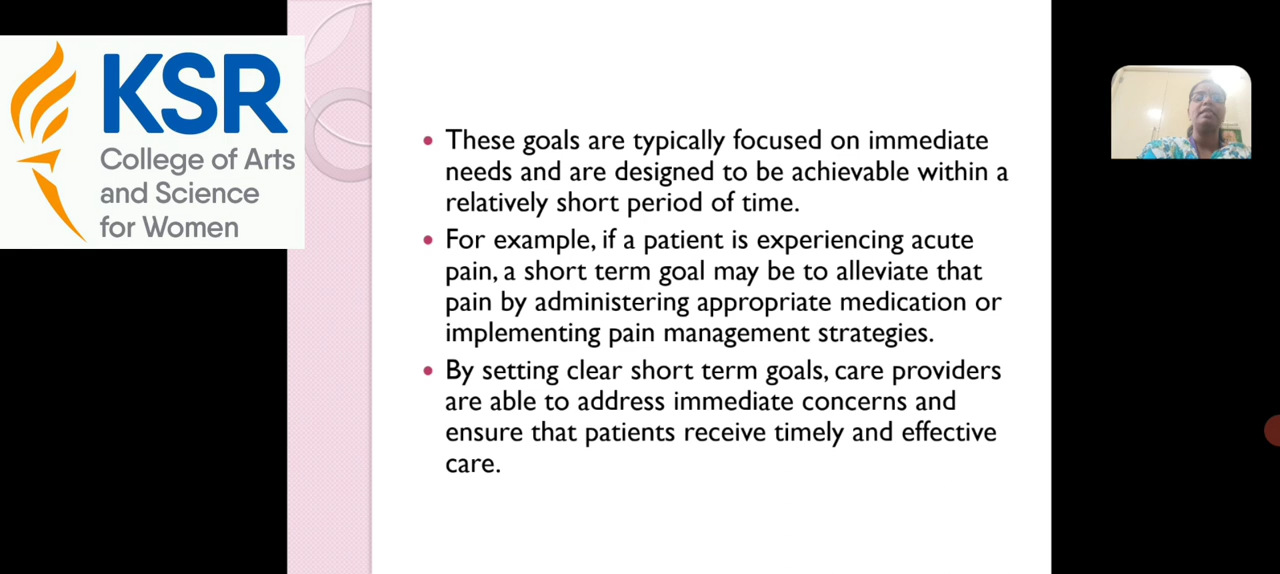 KSR
College of Arts
and Science
for Women
These goals are typically focused on immediate
needs and are designed to be achievable within a
relatively short period of time.
For example, if a patient is experiencing acute
pain, a short term goal may be to alleviate that
pain by administering appropriate medication or
implementing pain management strategies.
By setting clear short term goals, care providers
are able to address immediate concerns and
ensure that patients receive timely and effective
care.